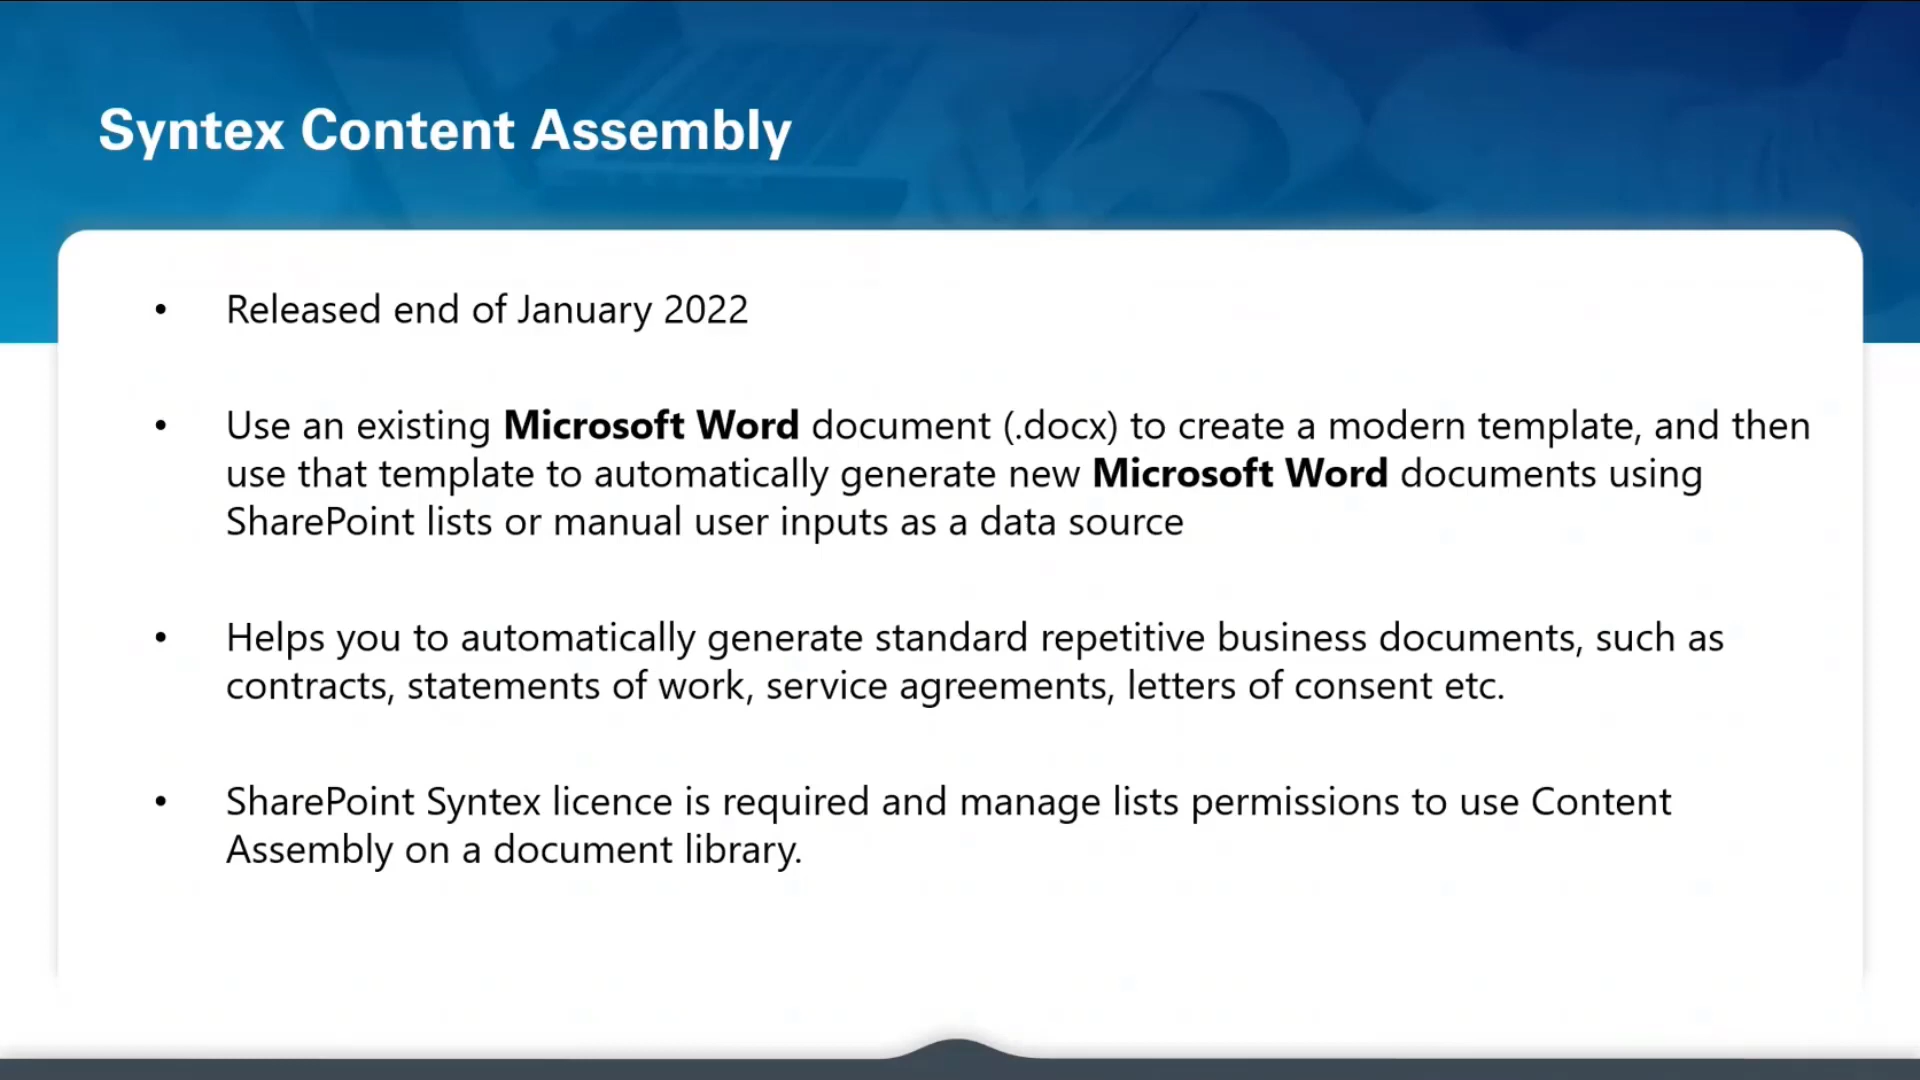 Syntex Content Assembly
• Released end of January 2022
• Use an existing Microsoft Word document (.docx) to create a modern template, and then
use that template to automatically generate new Microsoft Word documents using
SharePoint lists or manual user inputs as a data source
• Helps you to automatically generate standard repetitive business documents, such as
contracts, statements of work, service agreements, letters of consent etc.
• SharePoint Syntex licence is required and manage lists permissions to use Content
Assembly on a document library.